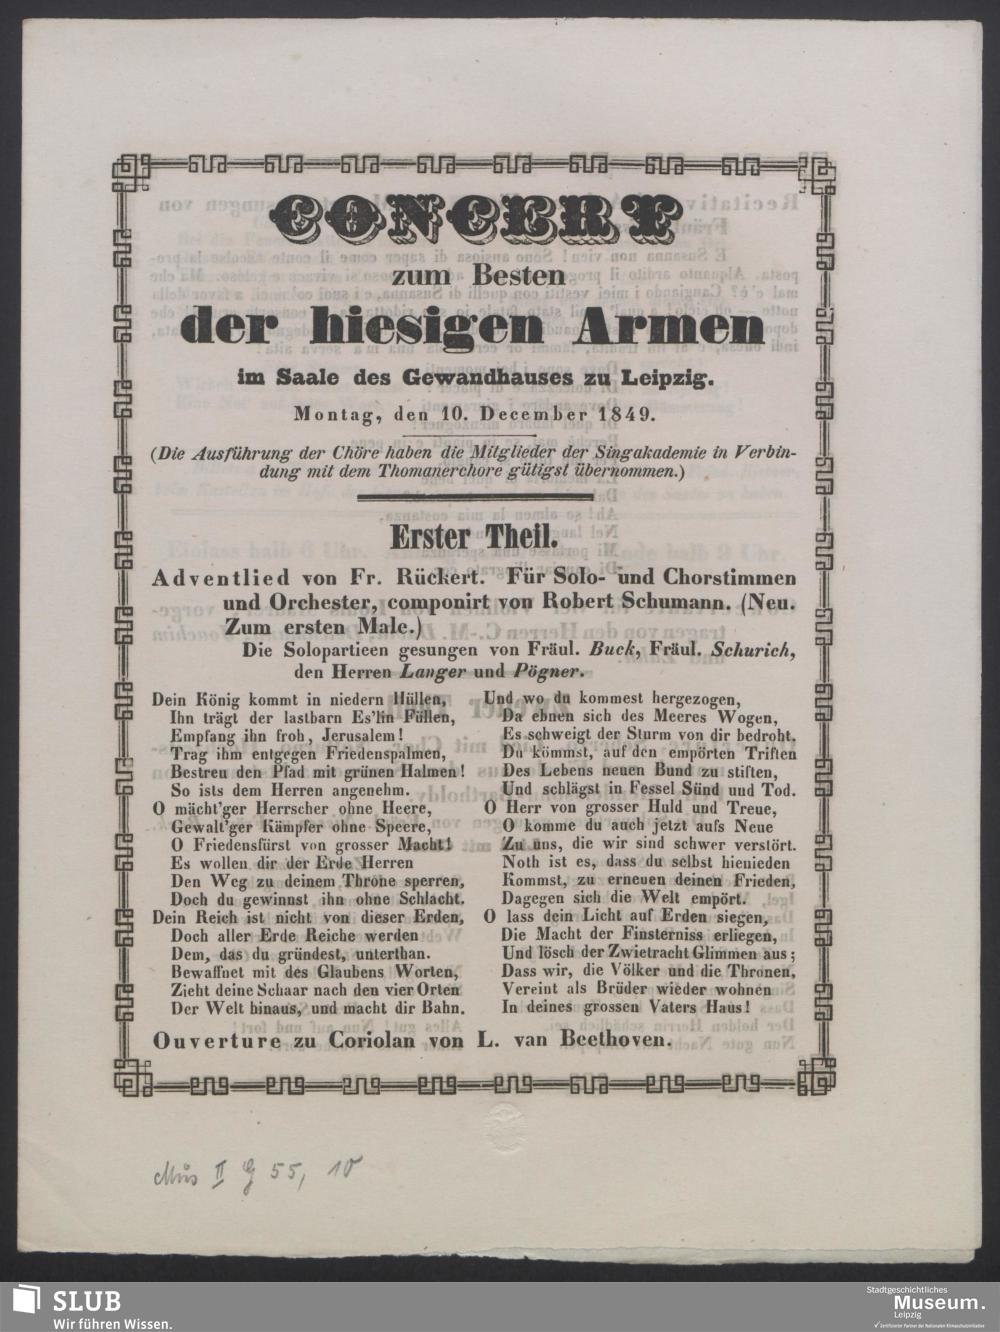 CONCERT
zum Besten
der hiesigen Armen
im Saale des Gewandhauses zu Leipzig.
Montag, den 10. December 1849.
(Die Ausführung der Chöre haben die Mitglieder der Singakademie in Verbin-
dung mit dem Thomanerchore gütigst übernommen.)
Erster Theil.
Adventlied von Fr. Rückert. Für Solo- und Chorstimmen
und Orchester, componirt von Robert Schumann. (Neu.
Zum ersten Male.)
Die Solopartieen gesungen von Fräul. Buck, Fräul. Schurich,
den Herren Langer und Pögner.
Dein König kommt in niedern Hüllen,
Ihn trägt der lastbarn Es'lin Füllen,
Empfang ihn froh, Jerusalem!
Trag ihm entgegen Friedenspalmen,
Bestreu den Pfad mit grünen Halmen!
So ists dem Herren angenehm.
O mächt'ger Herrscher ohne Heere,
Gewalt'ger Kämpfer ohne Speere,
O Friedensfürst von grosser Macht!
Es wollen dir der Erde Herren
Den Weg zu deinem Throne sperren,
Doch du gewinnst ihn ohne Schlacht.
Dein Reich ist nicht von dieser Erden,
Doch aller Erde Reiche werden
Dem, das du gründest, unterthan.
Bewaffnet mit des Glaubens Worten,
Zieht deine Schaar nach den vier Orten
Der Welt hinaus, und macht dir Bahn.
Und wo du kommest hergezogen,
Da ebnen sich des Meeres Wogen,
Es schweigt der Sturm von dir bedroht.
Du kömmst, auf den empörten Triften
Des Lebens neuen Bund zu stiften,
Und schlägst in Fessel Sünd und Tod.
O Herr von grosser Huld und Treue,
O komme du auch jetzt aufs Neue
Zu uns, die wir sind schwer verstört.
Noth ist es, dass du selbst hienieden
Kommst, zu erneuen deinen Frieden,
Dagegen sich die Welt empört.
O lass dein Licht auf Erden siegen,
Die Macht der Finsterniss erliegen,
Und lösch der Zwietracht Glimmen aus;
Dass wir, die Völker und die Thronen,
Vereint als Brüder wieder wohnen
In deines grossen Vaters Haus!
Ouverture zu Coriolan von L. van Beethoven.
Mus II G 55, 10
SLUB
Wir führen Wissen.
Stadtgeschichtliches
Museum.
Leipzig
Zertifizierter Partner der Nationalen Klimaschutzinitiative